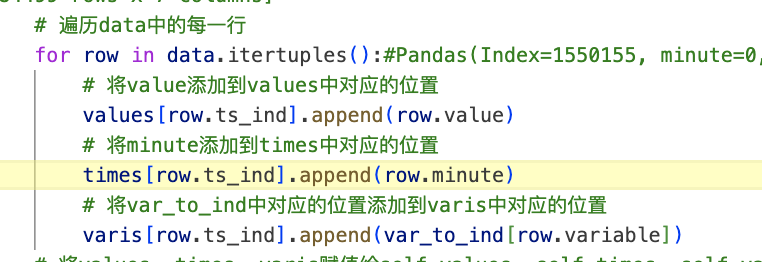 # 遍历data中的每一行
for row in data.itertuples():#Pandas(Index=1550155, minute=0,
# 将value添加到values中对应的位置
values[row.ts_ind].append(row.value)
# 将minute添加到times中对应的位置
times[row.ts_ind].append(row.minute)
# 将var_to_ind中对应的位置添加到varis中对应的位置
varis[row.ts_ind].append(var_to_ind[row.variable])